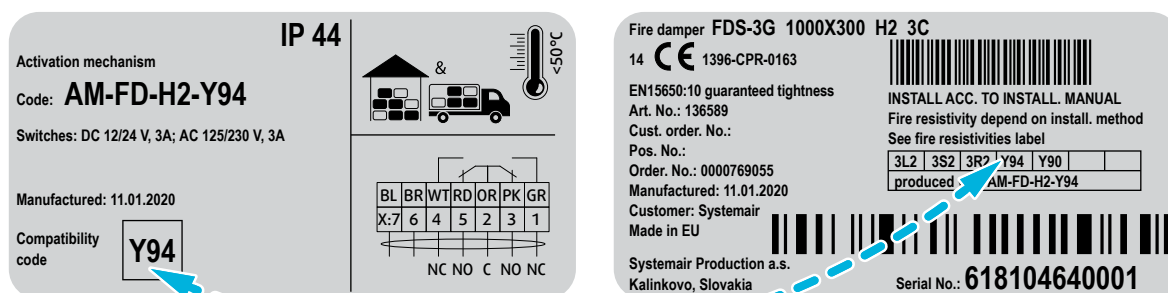 IP 44
Activation mechanism
Code: AM-FD-H2-Y94
Switches: DC 12/24 V, 3A; AC 125/230 V, 3A
Manufactured: 11.01.2020
Compatibility
code
Y94
&
<50°C
BL BR WT RD OR PK GR
X:7 6 4 5 2 3 1
NC NO C NO NC
Fire damper FDS-3G 1000X300 H2 3C
14 CE 1396-CPR-0163
EN15650:10 guaranteed tightness
Art. No.: 136589
Cust. order. No.:
Pos. No.:
Order. No.: 0000769055
Manufactured: 11.01.2020
Customer: Systemair
Made in EU
Systemair Production a.s.
Kalinkovo, Slovakia
INSTALL ACC. TO INSTALL. MANUAL
Fire resistivity depend on install. method
See fire resistivities label
3L2 3S2 3R2 Y94 Y90
produced AM-FD-H2-Y94
Serial No.: 618104640001